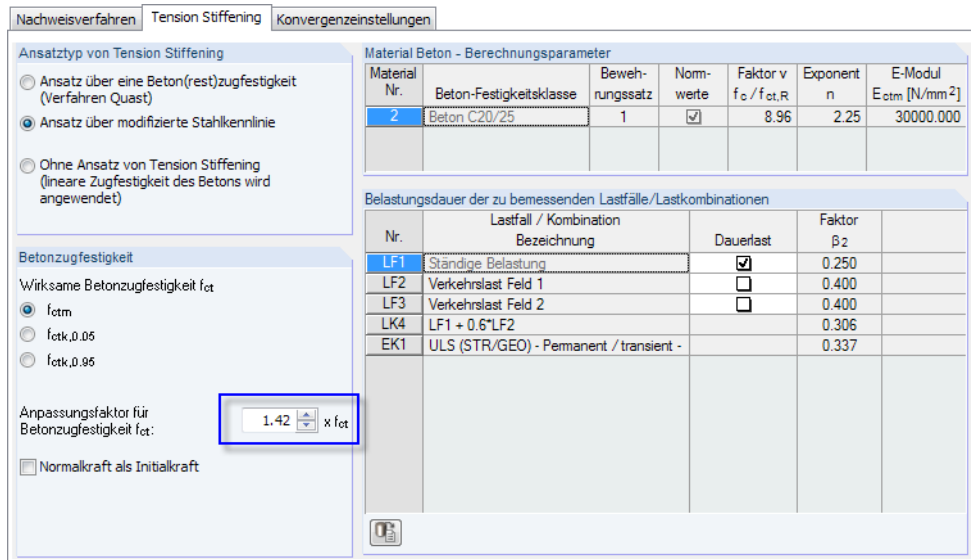 Nachweisverfahren Tension Stiffening Konvergenzeinstellungen
Ansatztyp von Tension Stiffening
Ansatz über eine Beton(rest)zugfestigkeit
(Verfahren Quast)
Ansatz über modifizierte Stahlkennlinie
Ohne Ansatz von Tension Stiffening
(lineare Zugfestigkeit des Betons wird
angewendet)
Betonzugfestigkeit
Wirksame Betonzugfestigkeit fct
fctm
fctk,0.05
fctk,0.95
Anpassungsfaktor für
Betonzugfestigkeit fct:
1.42 x fct
Normalkraft als Initialkraft
Material Beton - Berechnungsparameter
Material Beweh- Norm- Faktor v Exponent E-Modul
Nr. Beton-Festigkeitsklasse rungssatz werte fc / fct,R n Ectm [N/mm²]
2 Beton C20/25 1 8.96 2.25 30000.000
Belastungsdauer der zu bemessenden Lastfälle/Lastkombinationen
Lastfall / Kombination Faktor
Nr. Bezeichnung Dauerlast β2
LF1 Ständige Belastung 0.250
LF2 Verkehrslast Feld 1 0.400
LF3 Verkehrslast Feld 2 0.400
LK4 LF1 + 0.6*LF2 0.306
EK1 ULS (STR/GEO) - Permanent / transient - 0.337